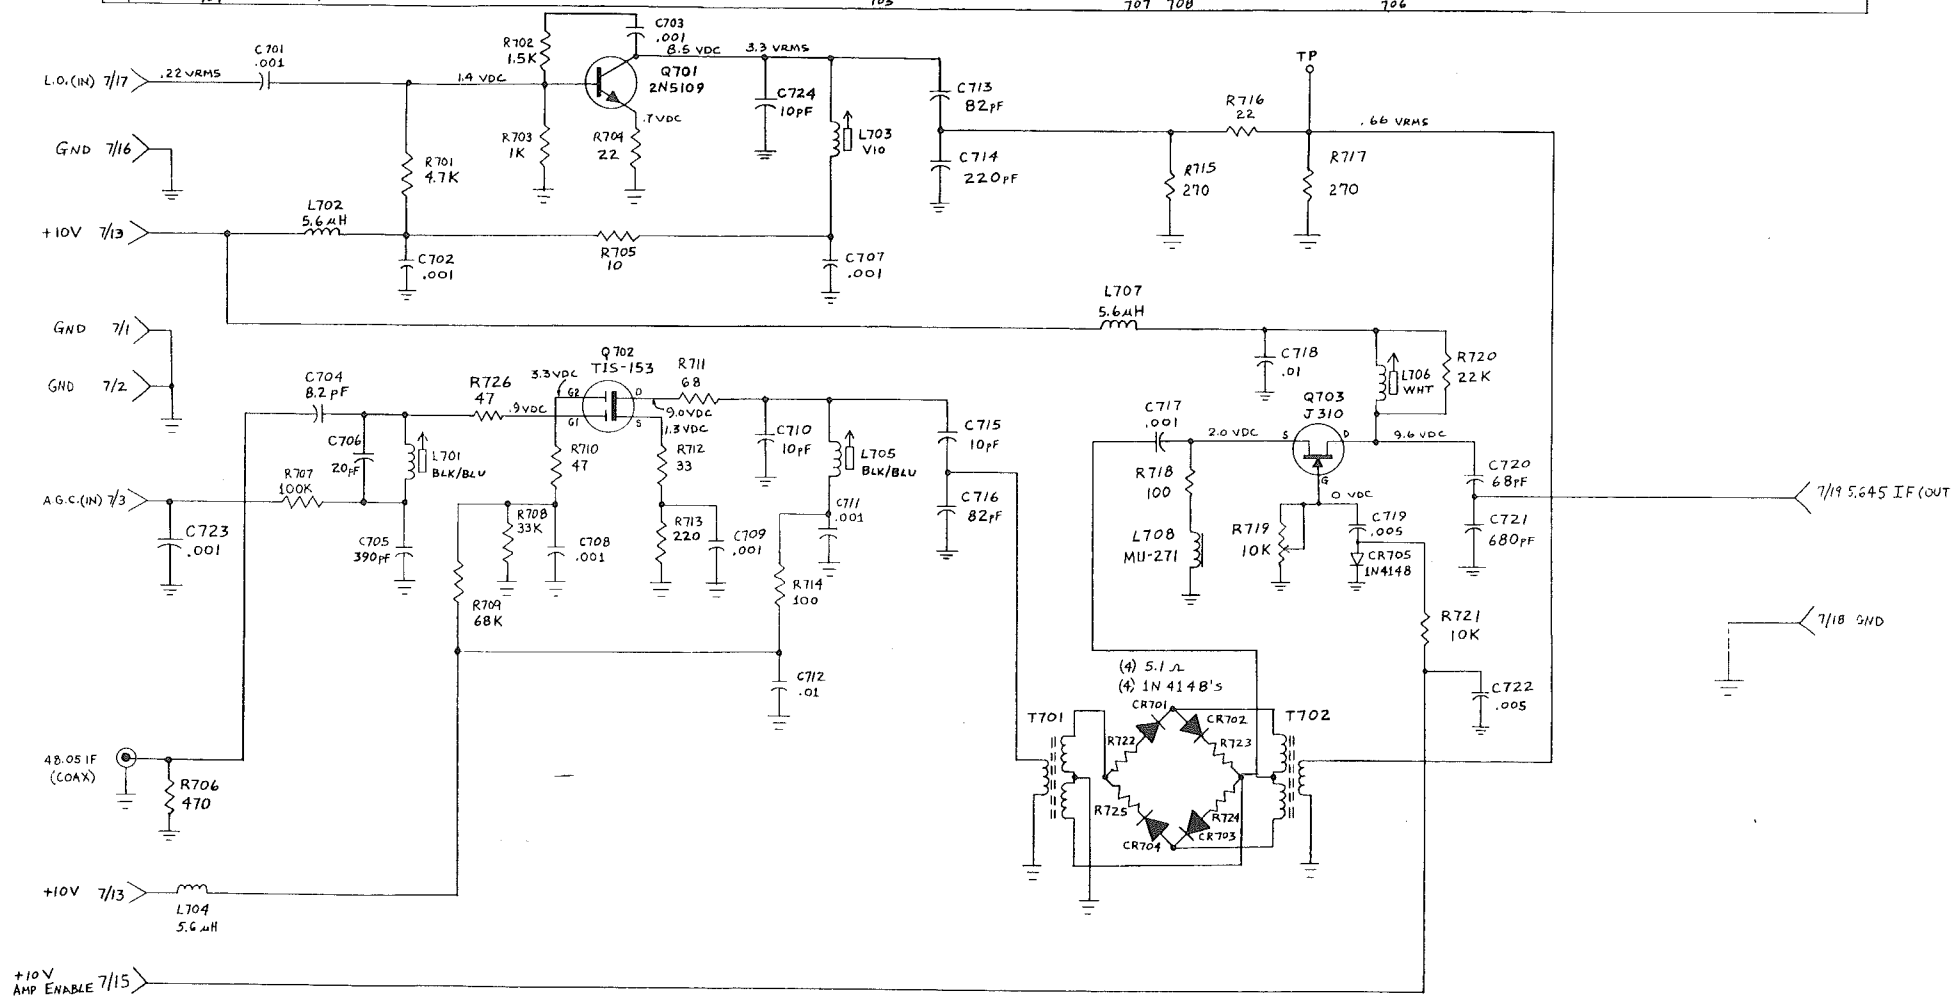 703
707 708
706
C701
.001
L.O.(IN) 7/17
.22 VRMS
1.4 VDC
R702
1.5K
C703
.001
8.5 VDC
3.3 VRMS
Q701
2N5109
.7VDC
R703
1K
R704
22
C724
10pF
L703
VIO
C713
82pF
C714
220pF
TP
R716
22
.66 VRMS
R715
270
R717
270
GND 7/16
R701
4.7K
L702
5.6µH
+10V 7/13
C702
.001
R705
10
C707
.001
L707
5.6µH
GND 7/1
GND 7/2
C718
.01
L706
WHT
R720
22K
Q702
TIS-153
3.3VDC
G2
D
G1
S
R711
68
9.0VDC
1.3VDC
C704
8.2pF
R726
47
.9VDC
C706
20pF
L701
BLK/BLU
R707
100K
A.G.C.(IN) 7/3
C723
.001
C705
390pF
R710
47
R712
33
C710
10pF
L705
BLK/BLU
C715
10pF
C716
82pF
R708
33K
C708
.001
R713
220
C709
.001
C711
.001
R714
100
R709
68K
C712
.01
C717
.001
2.0 VDC
Q703
J310
S
D
G
9.6 VDC
R718
100
L708
MU-271
0 VDC
R719
10K
C719
.005
CR705
1N4148
C720
68pF
C721
680pF
7/19 5.645 IF(OUT
7/18 GND
R721
10K
C722
.005
(4) 5.1 Ω
(4) 1N4148's
T701
CR701
CR702
T702
R722
R723
R725
R724
CR704
CR703
48.05 IF
(COAX)
R706
470
+10V 7/13
L704
5.6µH
+10V
AMP ENABLE 7/15